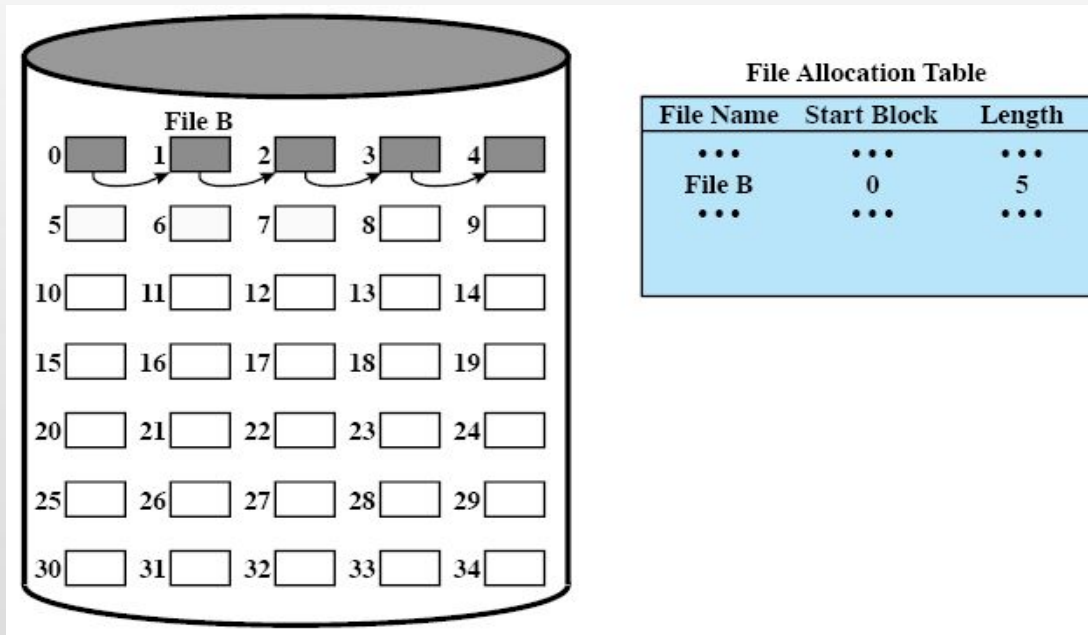 File B
0 1 2 3 4
5 6 7 8 9
10 11 12 13 14
15 16 17 18 19
20 21 22 23 24
25 26 27 28 29
30 31 32 33 34
File Allocation Table
File Name Start Block Length
••• ••• •••
File B 0 5
••• ••• •••